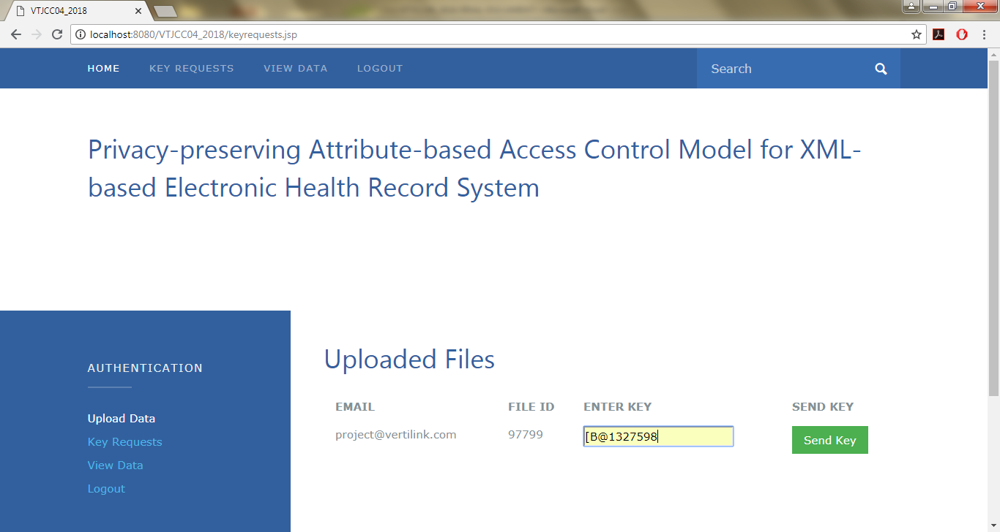 VTJCC04_2018
localhost:8080/VTJCC04_2018/keyrequests.jsp
HOME KEY REQUESTS VIEW DATA LOGOUT Search
Privacy-preserving Attribute-based Access Control Model for XML-
based Electronic Health Record System
AUTHENTICATION
Upload Data
Key Requests
View Data
Logout
Uploaded Files
EMAIL FILE ID ENTER KEY SEND KEY
project@vertilink.com 97799 [B@1327598 Send Key